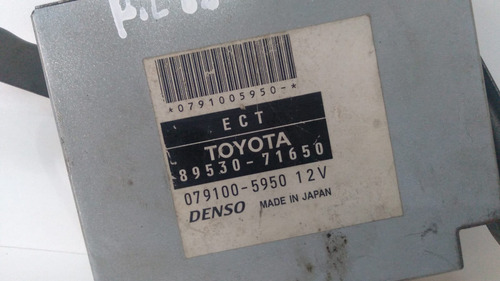 *0791005950-*
ECT
TOYOTA
89530-71650
079100-5950 12V
DENSO MADE IN JAPAN